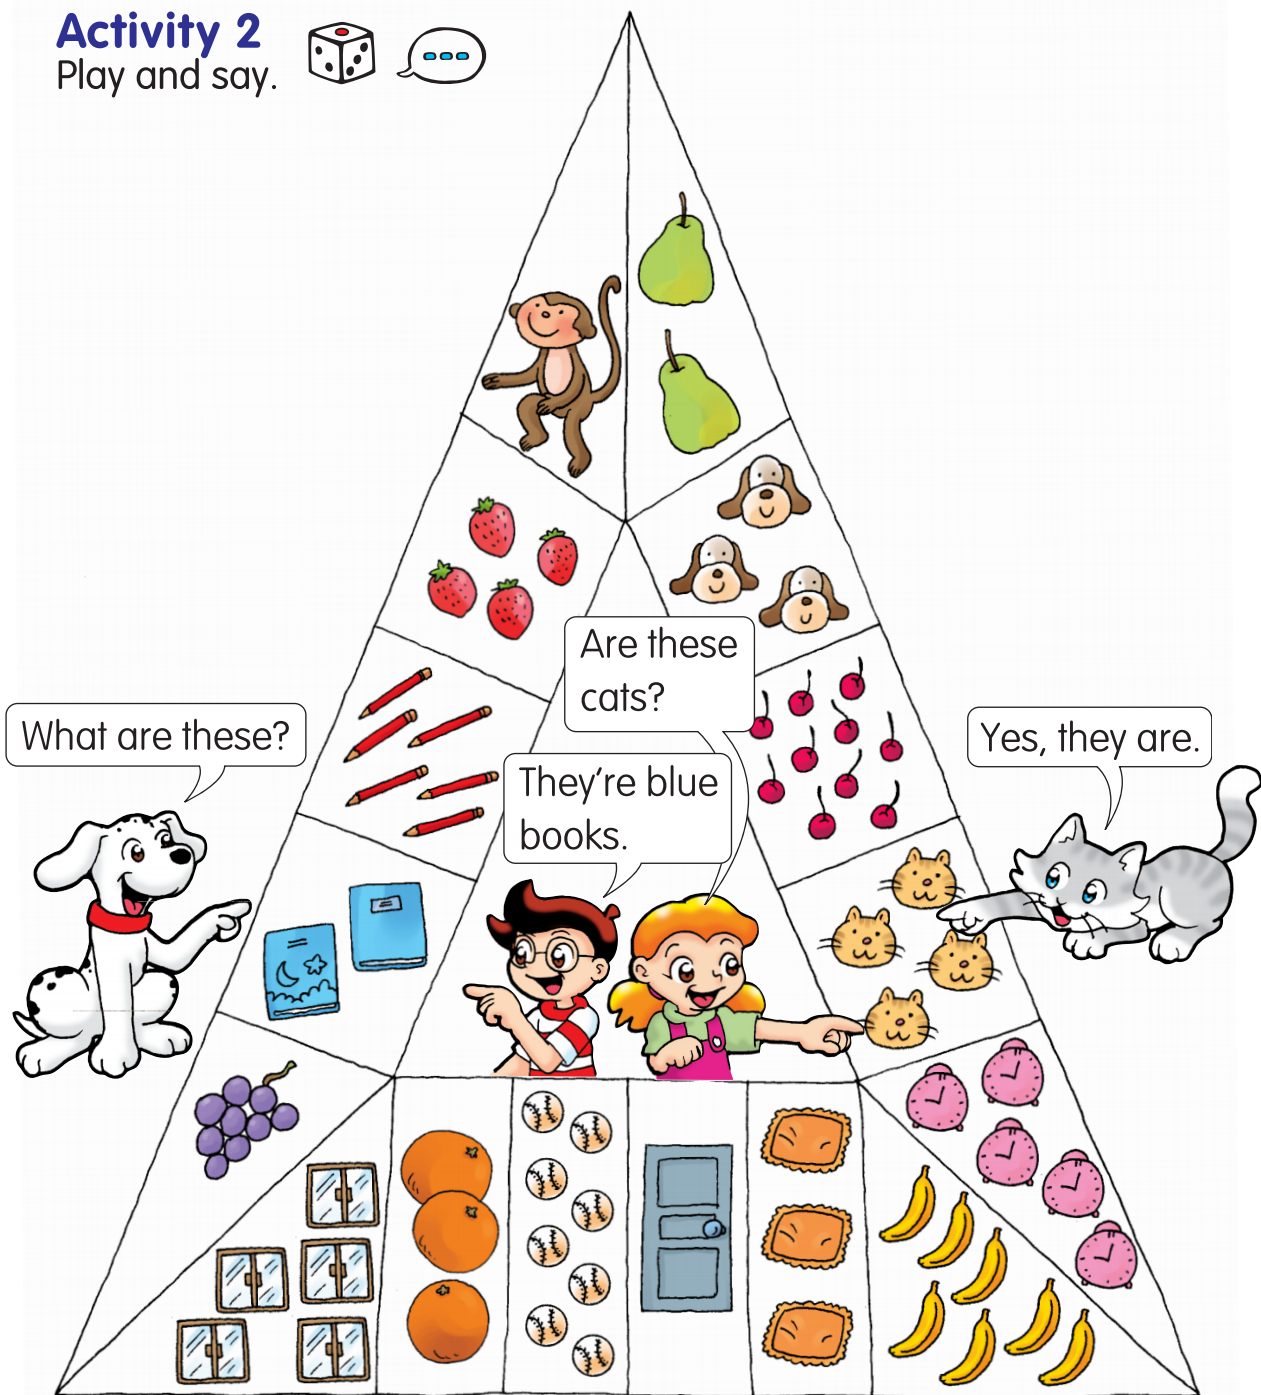 Activity 2
Play and say.
Are these
cats?
What are these?
Yes, they are.
They're blue
books.